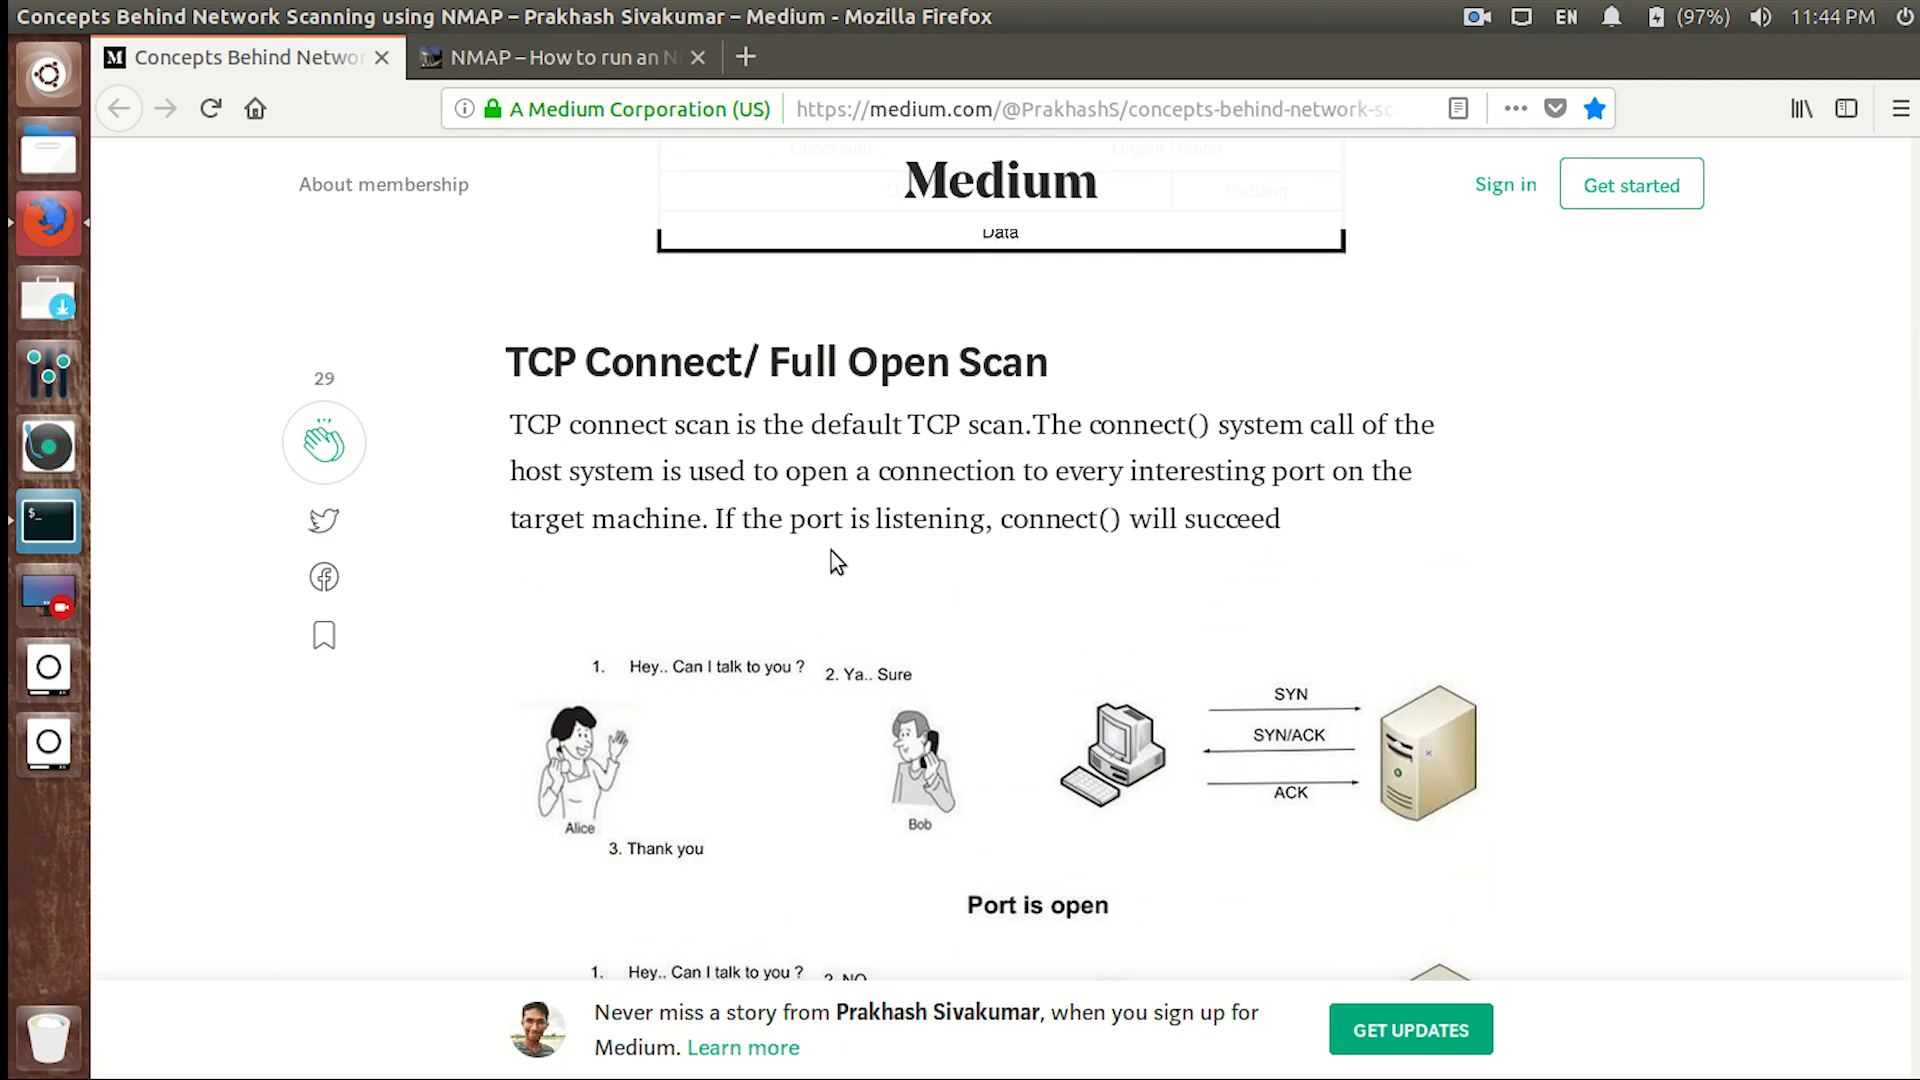 Concepts Behind Network Scanning using NMAP – Prakhash Sivakumar – Medium - Mozilla Firefox
EN
(97%)
11:44 PM
M
Concepts Behind Netwo
NMAP – How to run an N
A Medium Corporation (US)
https://medium.com/@PrakhashS/concepts-behind-network-sc
Checksum
Urgent Pointer
About membership
Medium
Sign in
Get started
Padding
Data
TCP Connect/ Full Open Scan
29
TCP connect scan is the default TCP scan.The connect() system call of the
host system is used to open a connection to every interesting port on the
target machine. If the port is listening, connect() will succeed
1. Hey.. Can I talk to you ?
2. Ya.. Sure
SYN
SYN/ACK
ACK
Alice
Bob
3. Thank you
Port is open
1. Hey.. Can I talk to you ?
2. NO
Never miss a story from Prakhash Sivakumar, when you sign up for
Medium. Learn more
GET UPDATES
$_